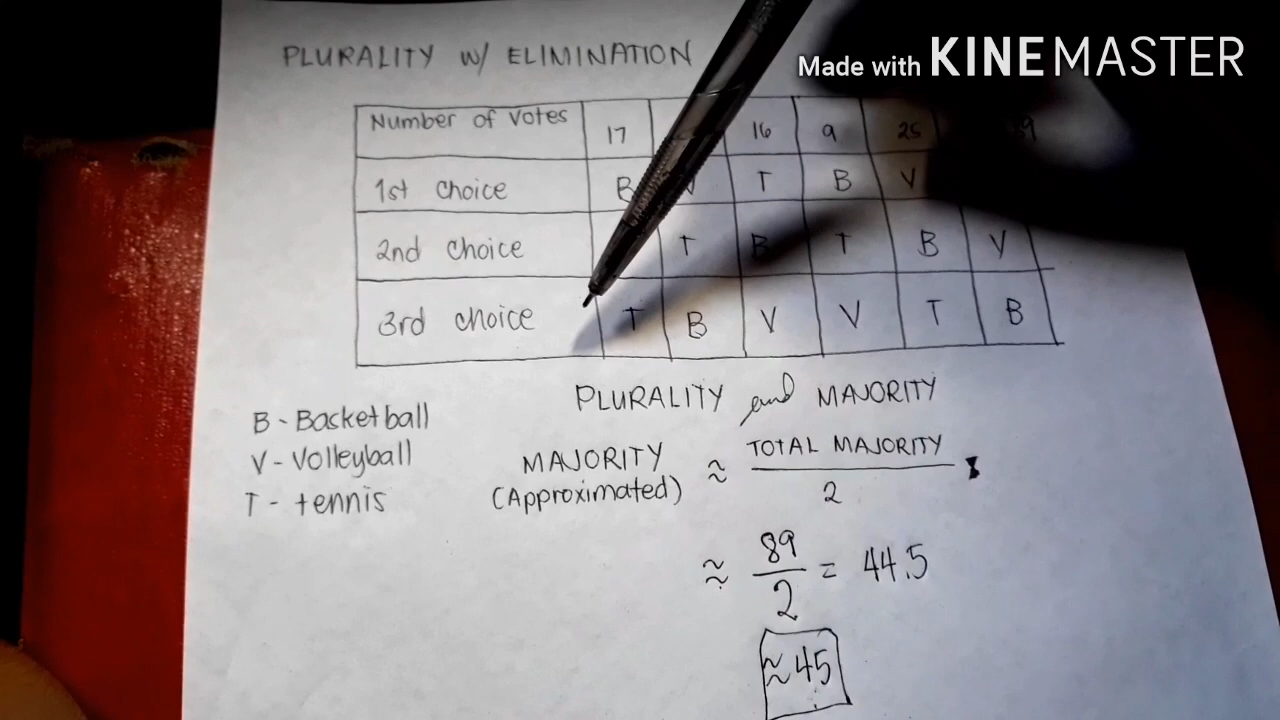 Made with KINEMASTER
PLURALITY W/ ELIMINATION
Number of Votes 17 16 9 25
1st choice B V T B V
2nd choice T B T B V
3rd choice T B V V T B
PLURALITY and MAJORITY
B - Basketball
V - Volleyball
T - tennis
MAJORITY (Approximated) ≈ TOTAL MAJORITY / 2
≈ 89 / 2 = 44.5
≈ 45